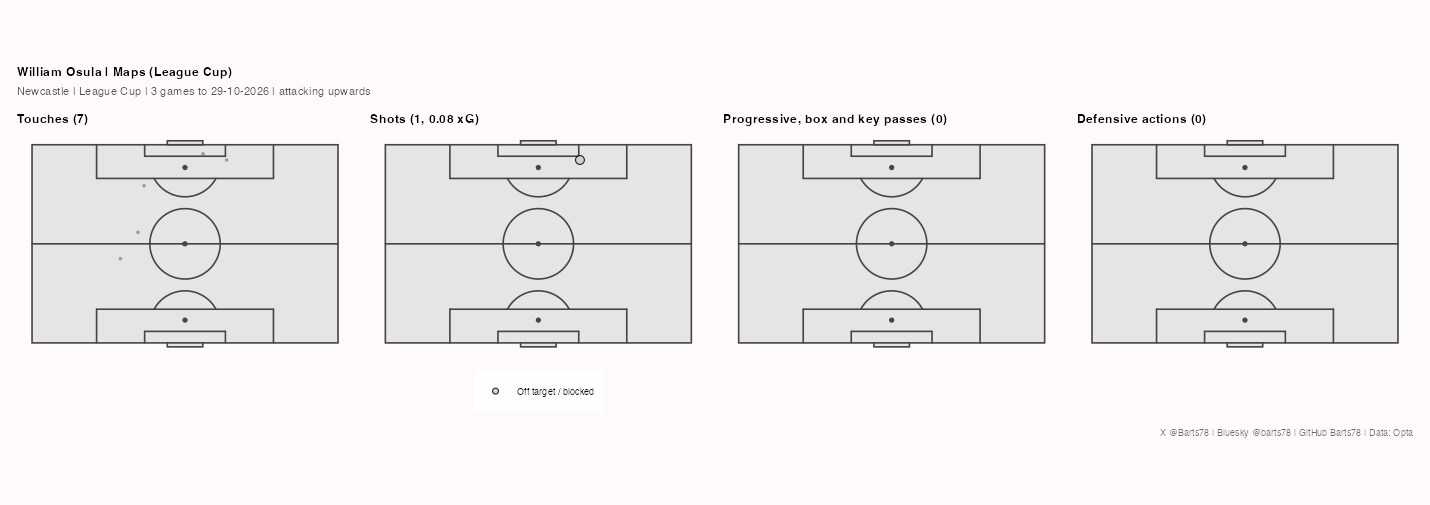 William Osula | Maps (League Cup)
Newcastle | League Cup | 3 games to 29-10-2026 | attacking upwards
Touches (7)
Shots (1, 0.08 xG)
Progressive, box and key passes (0)
Defensive actions (0)
Off target / blocked
X @Barts78 | Bluesky @barts78 | GitHub Barts78 | Data: Opta